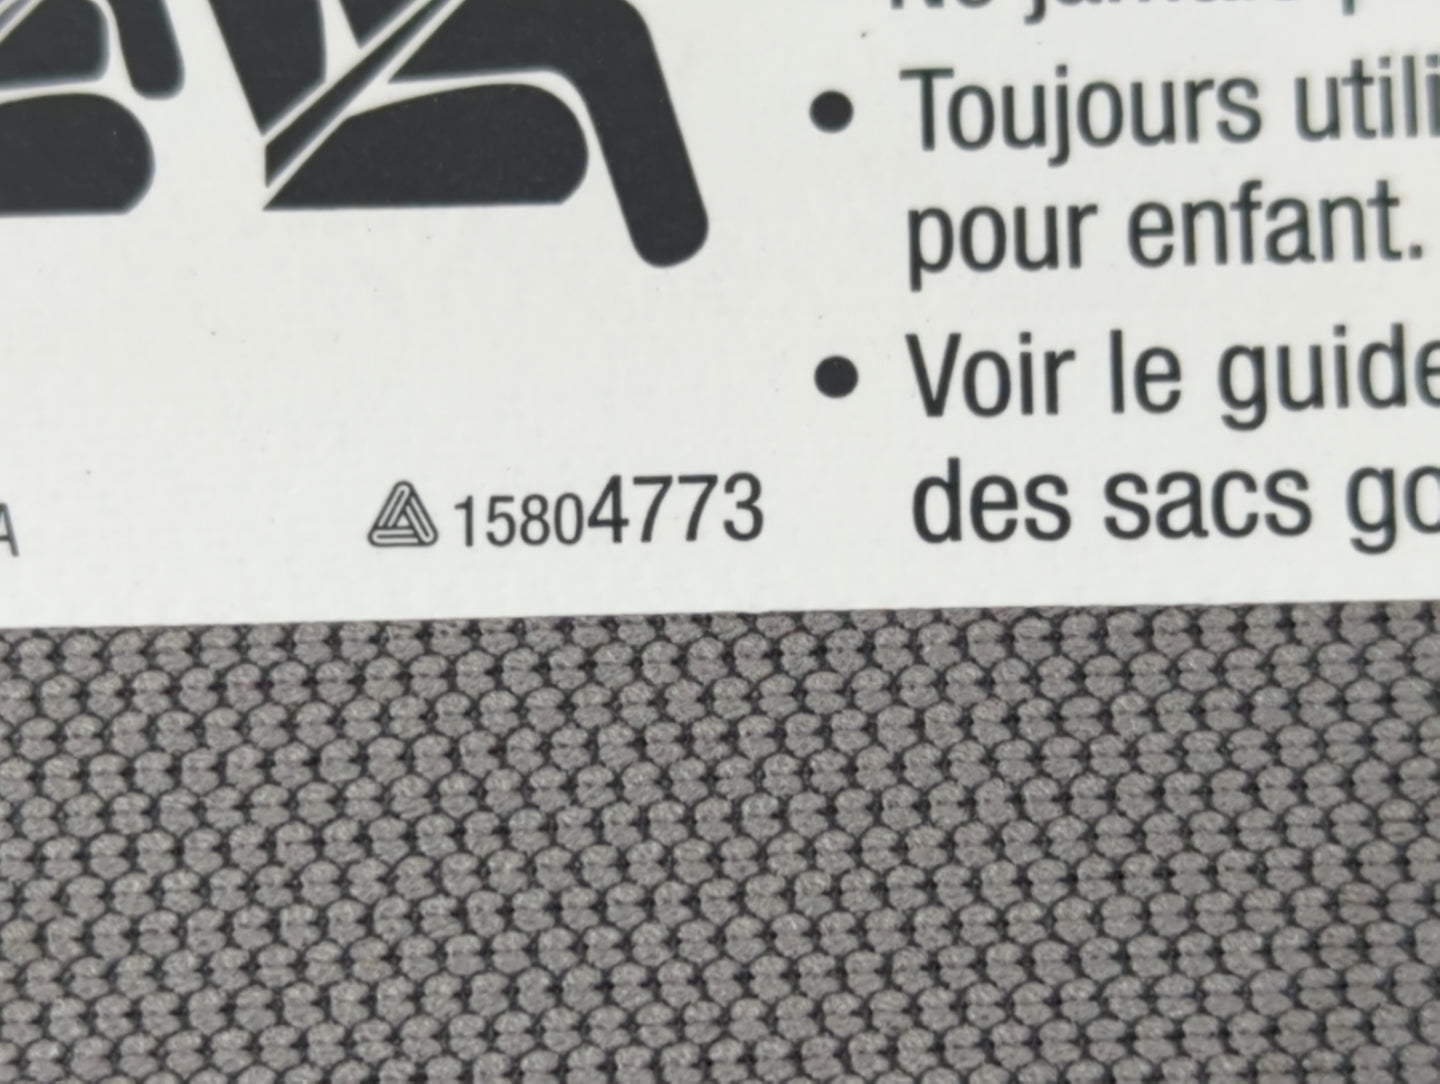 • Toujours utili
pour enfant.
• Voir le guide
des sacs go
A
15804773